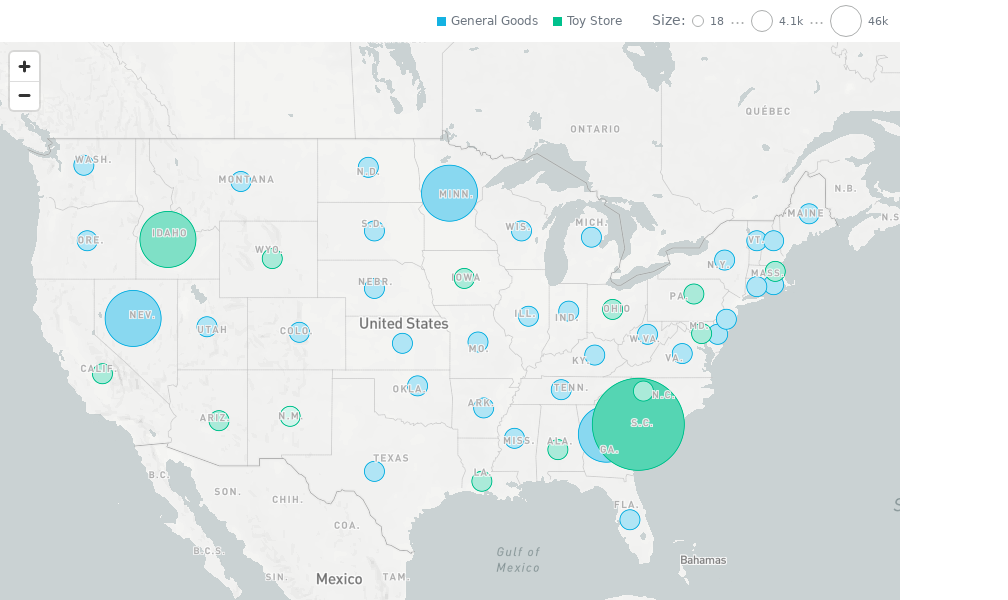 General Goods Toy Store Size: 18 ··· 4.1k ··· 46k
+
−
QUÉBEC
ONTARIO
WASH.
MONTANA
N.D.
MINN.
N.B.
MAINE
N.S
ORE.
IDAHO
WYO.
S.D.
WIS.
MICH.
VT.
N.Y.
MASS.
NEBR.
IOWA
PA.
NEV.
UTAH
COLO.
United States
ILL.
IND.
OHIO
MD.
MO.
KY.
W.VA.
VA.
CALIF.
ARIZ.
N.M.
OKLA.
ARK.
TENN.
N.C.
S.C.
MISS.
ALA.
GA.
TEXAS
LA.
FLA.
B.C.
SON.
CHIH.
COA.
B.C.S.
SIN.
Mexico
TAM.
Gulf of
Mexico
Bahamas
S